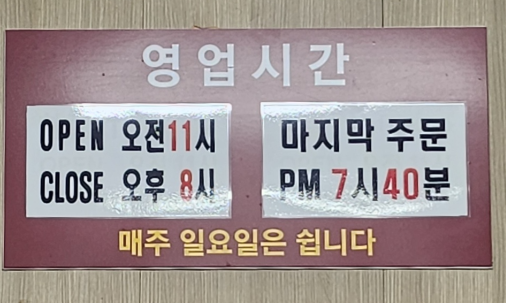 영업시간
OPEN 오전11시
CLOSE 오후 8시
마지막 주문
PM 7시40분
매주 일요일은 쉽니다